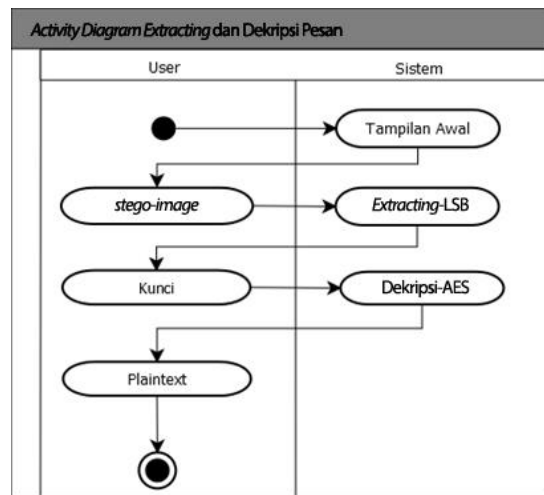 Activity Diagram Extracting dan Dekripsi Pesan
User
Sistem
Tampilan Awal
stego-image
Extracting-LSB
Kunci
Dekripsi-AES
Plaintext